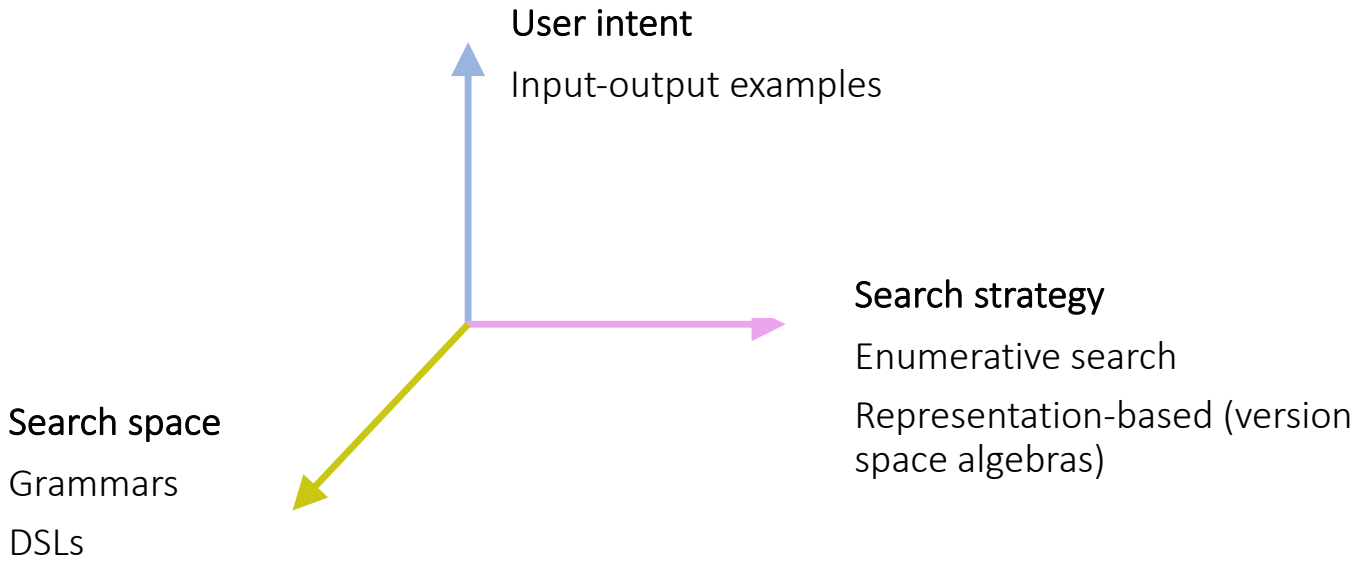 User intent
Input-output examples
Search strategy
Enumerative search
Representation-based (version
space algebras)
Search space
Grammars
DSLs